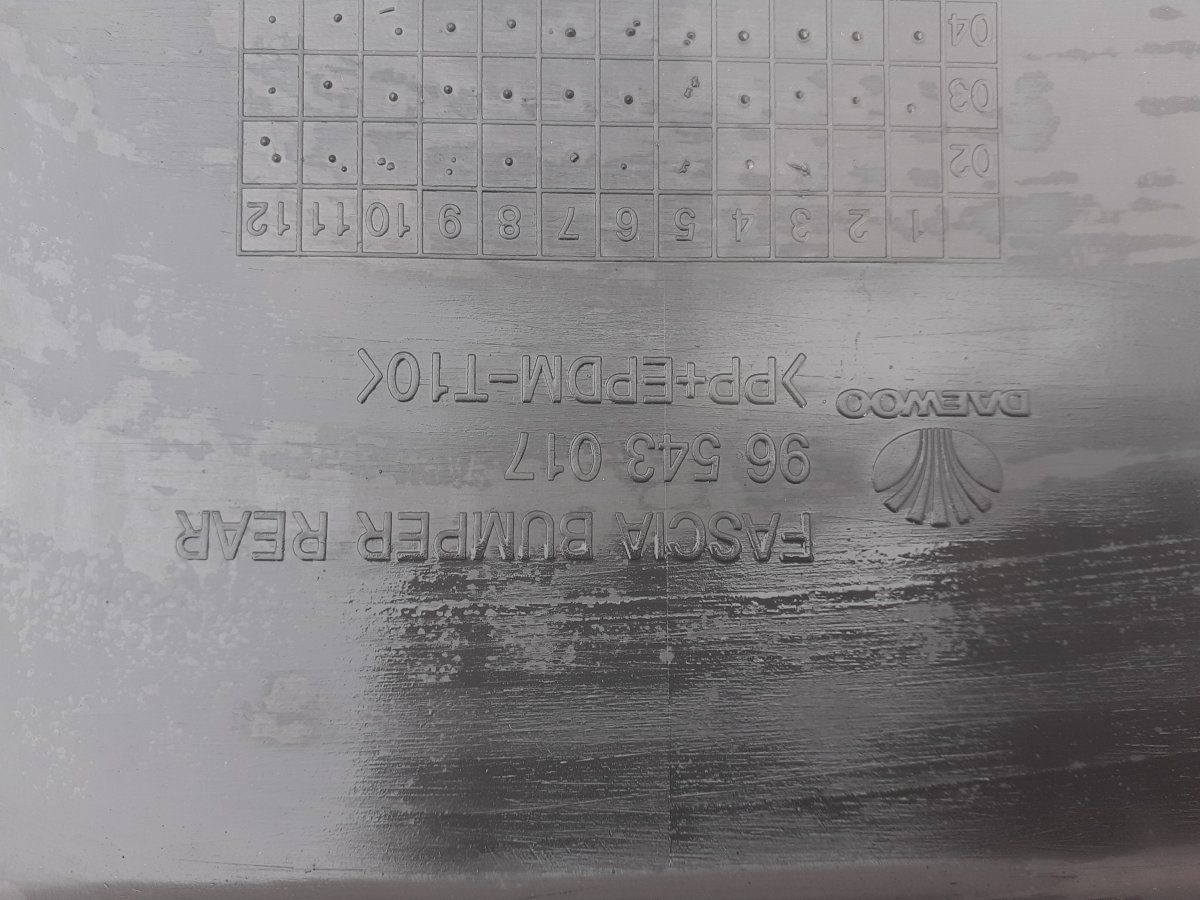 FASCIA BUMPER REAR
96 543 017
DAEWOO
>PP+EPDM-T10<
1 2 3 4 5 6 7 8 9 10 11 12
02
03
04